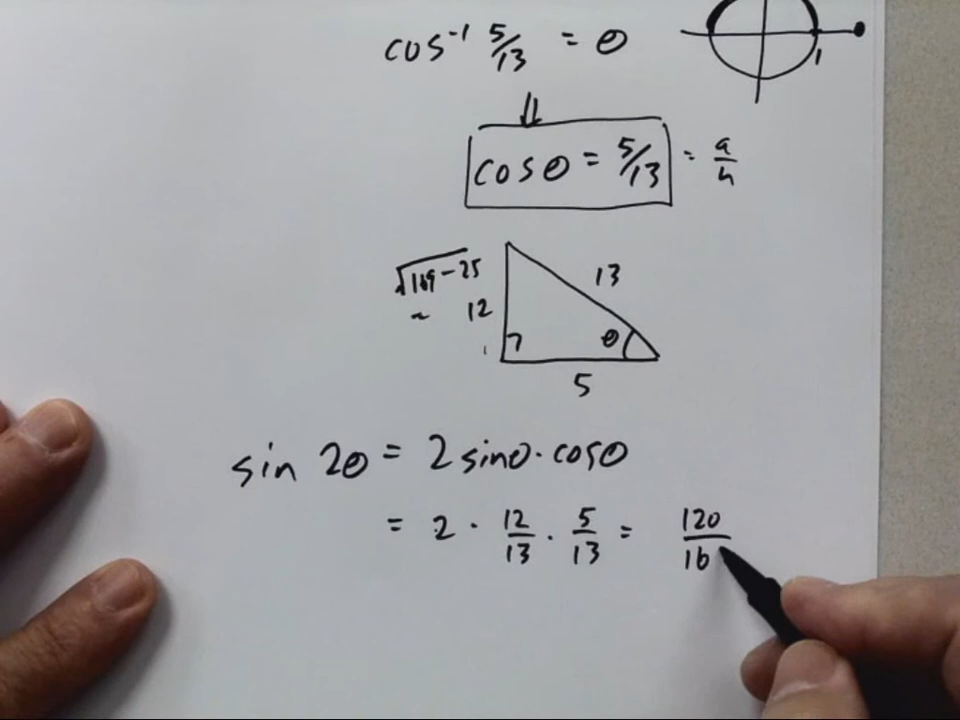 cos⁻¹ 5/13 = θ
1
⇓
cosθ = 5/13 = a/h
√169-25
13
= 12
θ
5
sin 2θ = 2 sinθ · cosθ
= 2 · 12/13 · 5/13 = 120/16